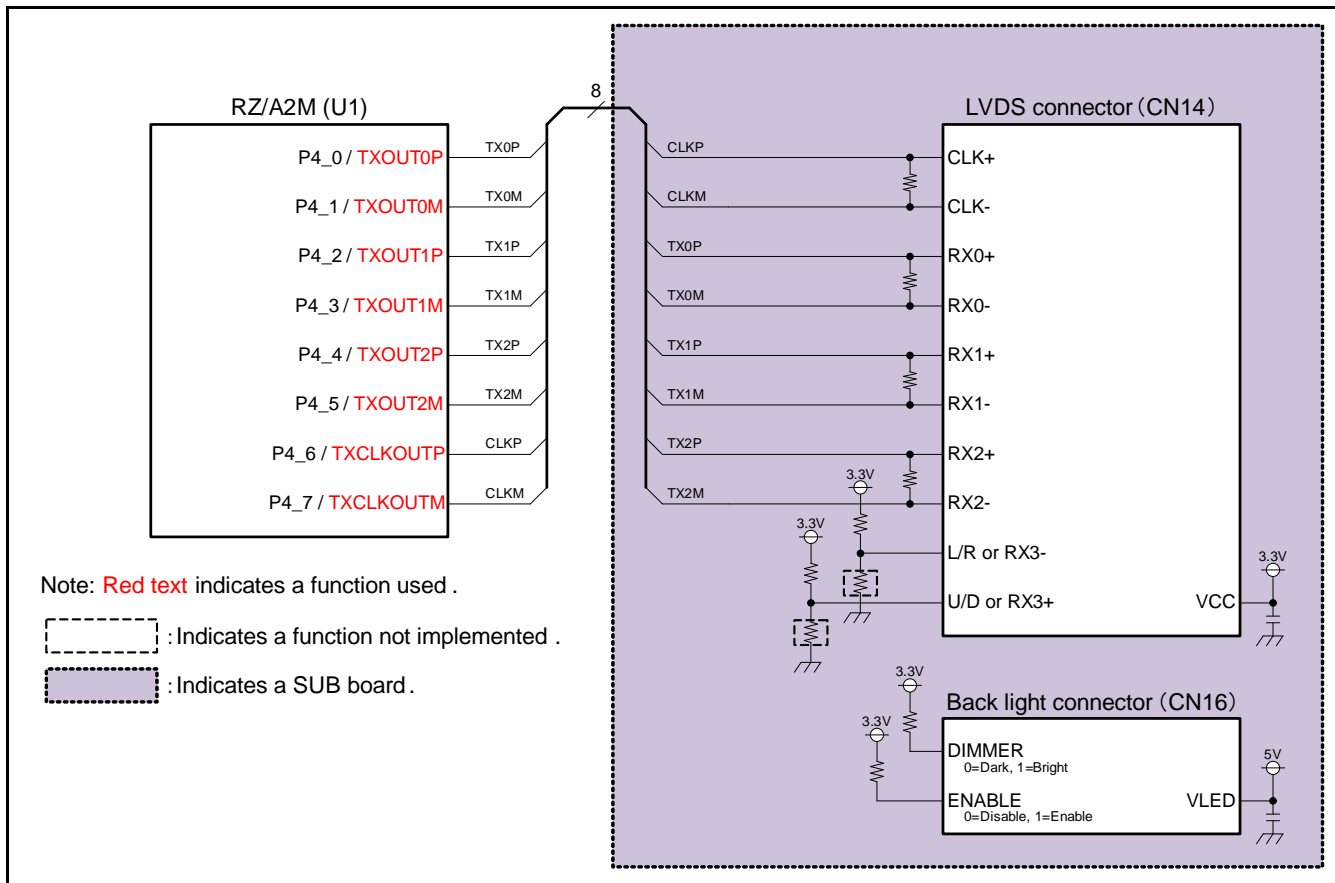 8
RZ/A2M (U1)
P4_0 / TXOUT0P
P4_1 / TXOUT0M
P4_2 / TXOUT1P
P4_3 / TXOUT1M
P4_4 / TXOUT2P
P4_5 / TXOUT2M
P4_6 / TXCLKOUTP
P4_7 / TXCLKOUTM
TX0P
TX0M
TX1P
TX1M
TX2P
TX2M
CLKP
CLKM
CLKP
CLKM
TX0P
TX0M
TX1P
TX1M
TX2P
TX2M
LVDS connector (CN14)
CLK+
CLK-
RX0+
RX0-
RX1+
RX1-
RX2+
RX2-
L/R or RX3-
U/D or RX3+
VCC
3.3V
3.3V
3.3V
Note: Red text indicates a function used .
: Indicates a function not implemented .
: Indicates a SUB board .
Back light connector (CN16)
3.3V
3.3V
DIMMER
0=Dark, 1=Bright
ENABLE
0=Disable, 1=Enable
VLED
5V